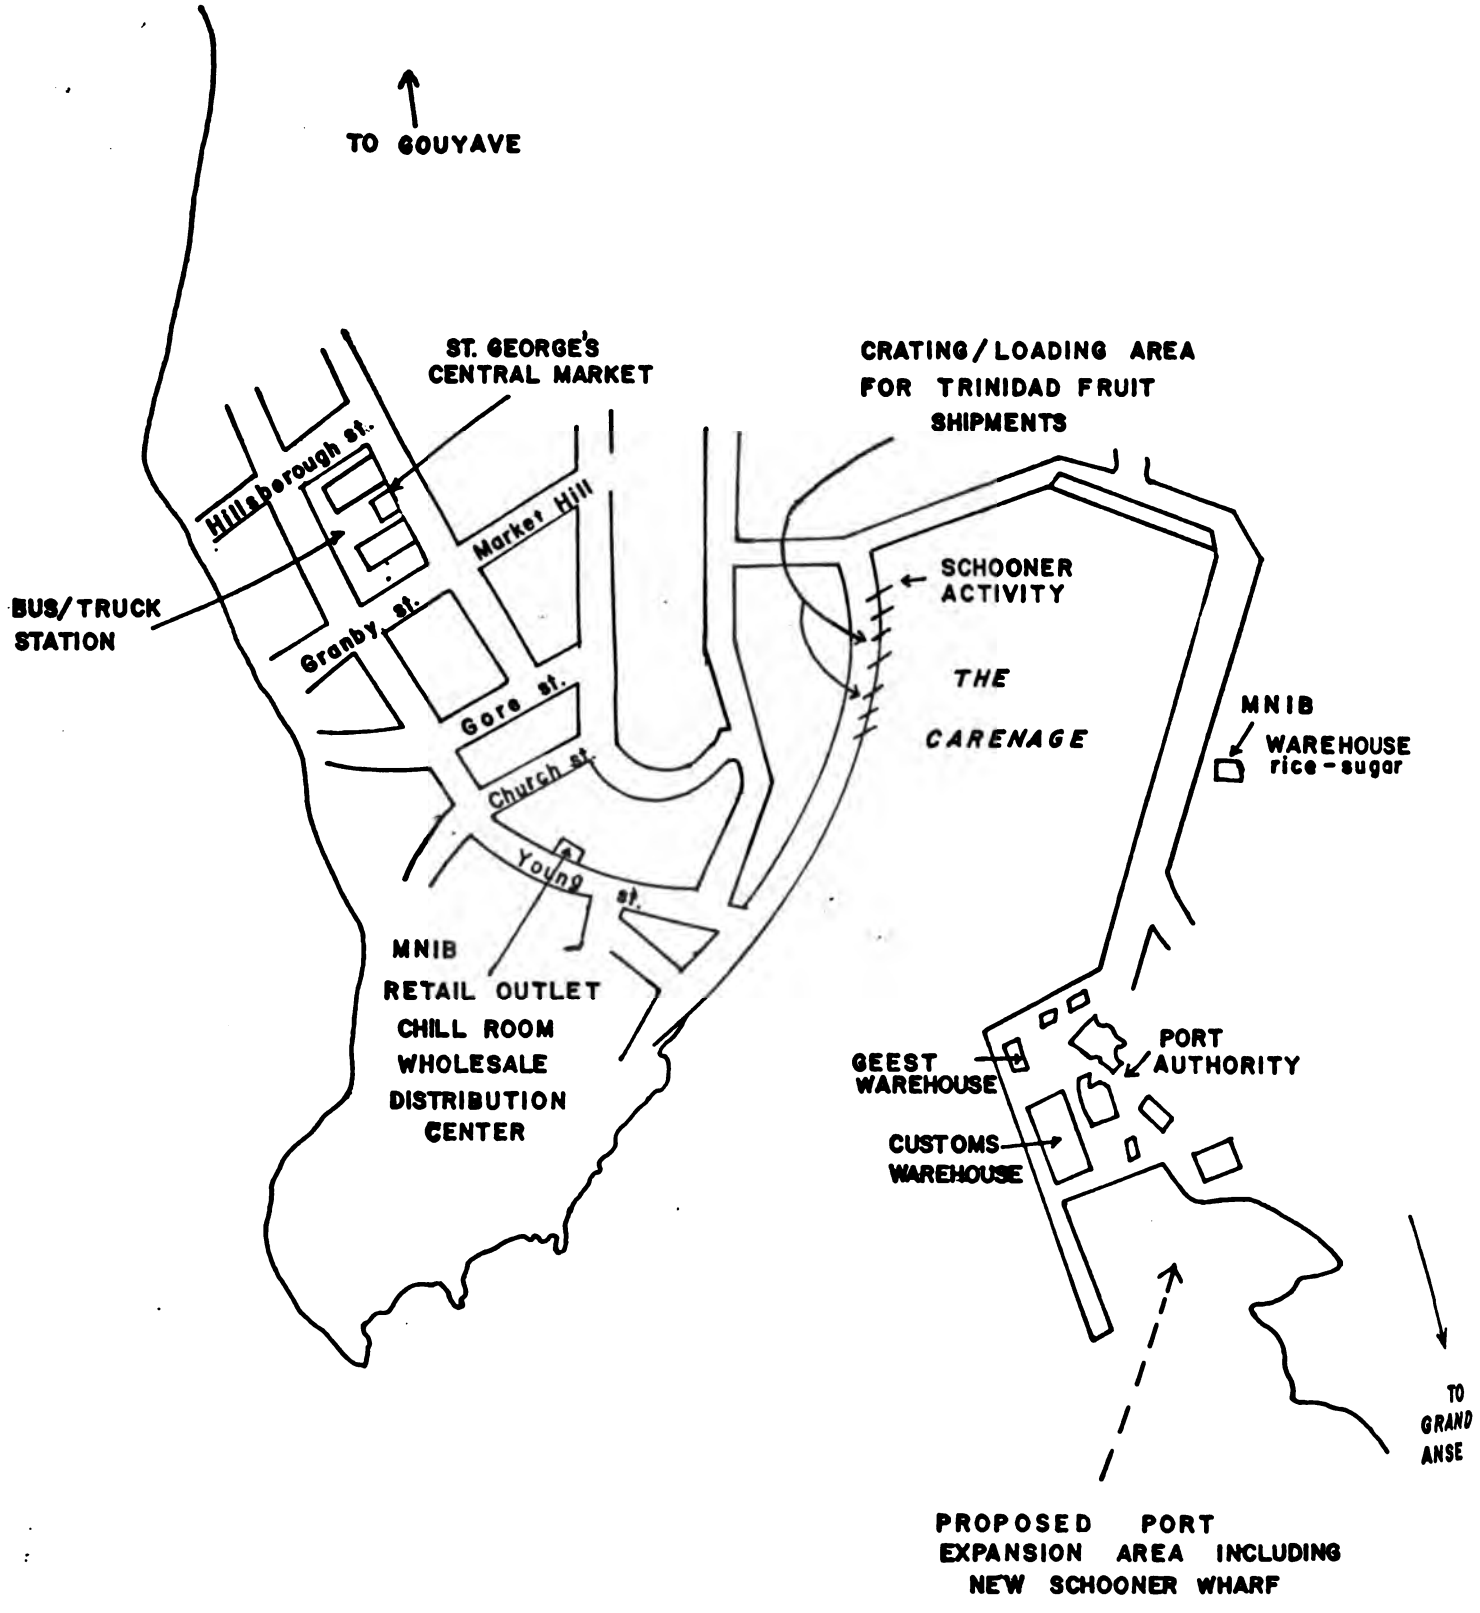 TO GOUYAVE
ST. GEORGE'S
CENTRAL MARKET
CRATING/LOADING AREA
FOR TRINIDAD FRUIT
SHIPMENTS
Hillsborough st.
Market Hill
BUS/TRUCK
STATION
Granby st.
SCHOONER
ACTIVITY
THE
CARENAGE
Gore st.
Church st.
Young st.
MNIB
WAREHOUSE
rice-sugar
MNIB
RETAIL OUTLET
CHILL ROOM
WHOLESALE
DISTRIBUTION
CENTER
GEEST
WAREHOUSE
PORT
AUTHORITY
CUSTOMS
WAREHOUSE
TO
GRAND
ANSE
PROPOSED PORT
EXPANSION AREA INCLUDING
NEW SCHOONER WHARF